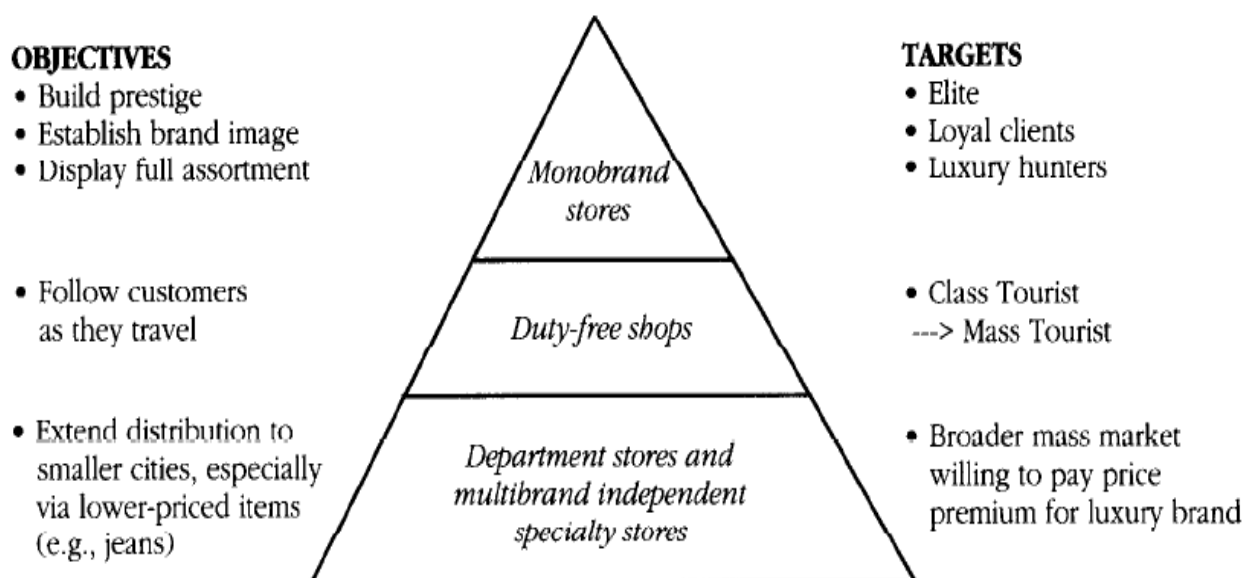 OBJECTIVES
• Build prestige
• Establish brand image
• Display full assortment
• Follow customers
as they travel
• Extend distribution to
smaller cities, especially
via lower-priced items
(e.g., jeans)
Monobrand
stores
Duty-free shops
Department stores and
multibrand independent
specialty stores
TARGETS
• Elite
• Loyal clients
• Luxury hunters
• Class Tourist
---> Mass Tourist
• Broader mass market
willing to pay price
premium for luxury brand